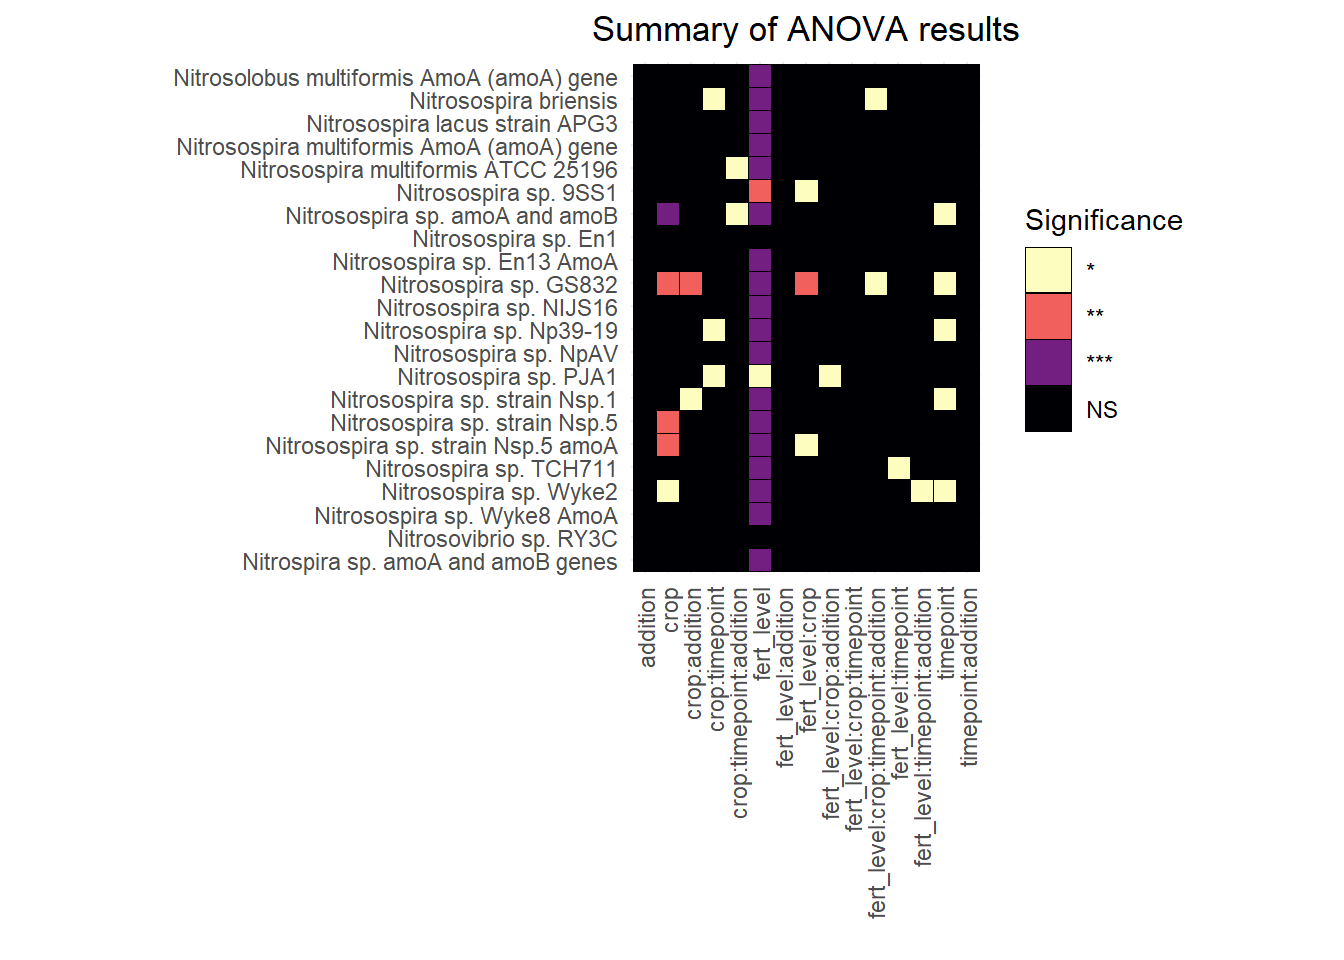 Summary of ANOVA results
Nitrosolobus multiformis AmoA (amoA) gene
Nitrosospira briensis
Nitrosospira lacus strain APG3
Nitrosospira multiformis AmoA (amoA) gene
Nitrosospira multiformis ATCC 25196
Nitrosospira sp. 9SS1
Nitrosospira sp. amoA and amoB
Nitrosospira sp. En1
Nitrosospira sp. En13 AmoA
Nitrosospira sp. GS832
Nitrosospira sp. NIJS16
Nitrosospira sp. Np39-19
Nitrosospira sp. NpAV
Nitrosospira sp. PJA1
Nitrosospira sp. strain Nsp.1
Nitrosospira sp. strain Nsp.5
Nitrosospira sp. strain Nsp.5 amoA
Nitrosospira sp. TCH711
Nitrosospira sp. Wyke2
Nitrosospira sp. Wyke8 AmoA
Nitrosovibrio sp. RY3C
Nitrospira sp. amoA and amoB genes
addition
crop
crop:addition
crop:timepoint
crop:timepoint:addition
fert_level
fert_level:addition
fert_level:crop
fert_level:crop:addition
fert_level:crop:timepoint
fert_level:crop:timepoint:addition
fert_level:timepoint
fert_level:timepoint:addition
timepoint
timepoint:addition
Significance
*
**
***
NS